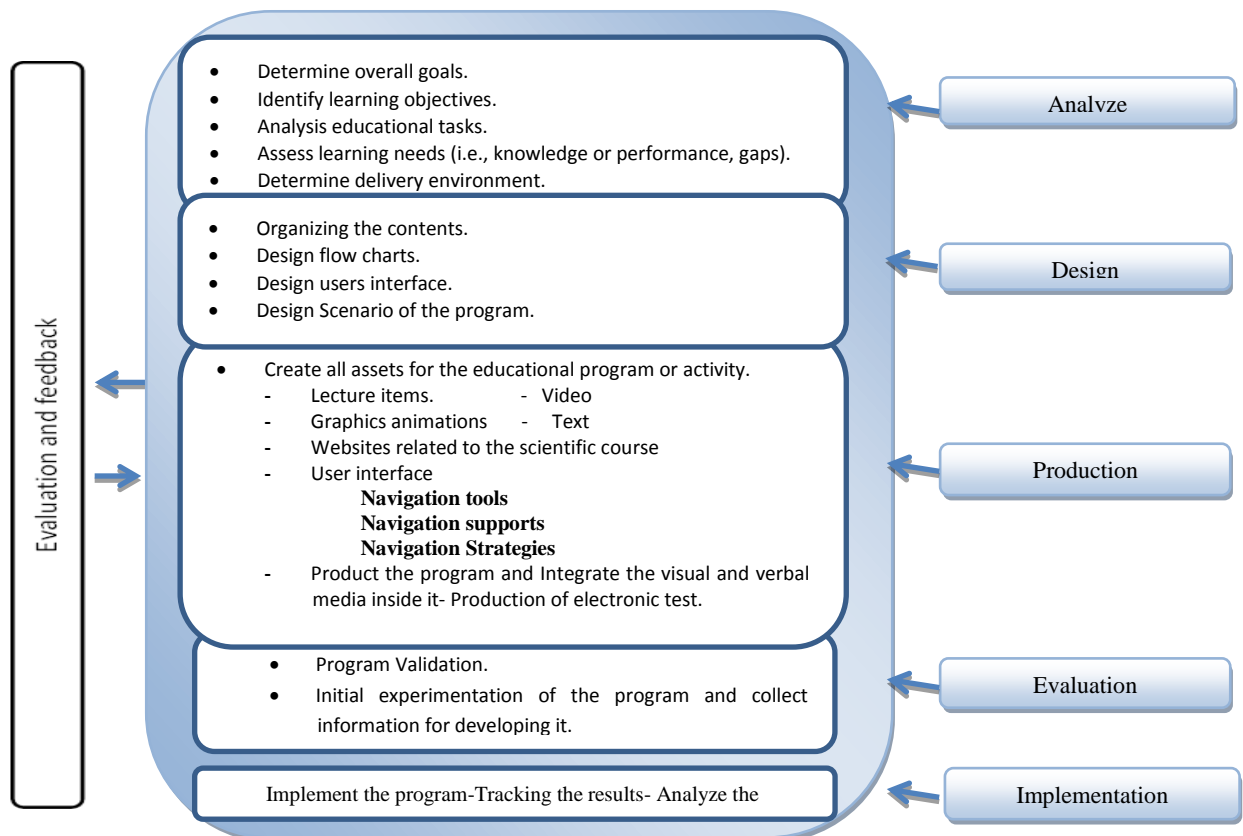 Evaluation and feedback
• Determine overall goals.
• Identify learning objectives.
• Analysis educational tasks.
• Assess learning needs (i.e., knowledge or performance, gaps).
• Determine delivery environment.
Analyze
• Organizing the contents.
• Design flow charts.
• Design users interface.
• Design Scenario of the program.
Design
• Create all assets for the educational program or activity.
- Lecture items. - Video
- Graphics animations - Text
- Websites related to the scientific course
- User interface
Navigation tools
Navigation supports
Navigation Strategies
- Product the program and Integrate the visual and verbal
media inside it- Production of electronic test.
Production
• Program Validation.
• Initial experimentation of the program and collect
information for developing it.
Evaluation
Implement the program-Tracking the results- Analyze the
Implementation